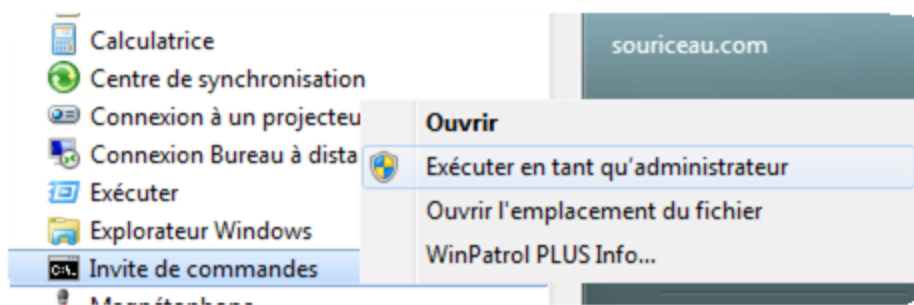 Calculatrice
souriceau.com
Centre de synchronisation
Connexion à un projecteu
Ouvrir
Connexion Bureau à dista
Exécuter en tant qu'administrateur
Exécuter
Ouvrir l'emplacement du fichier
Explorateur Windows
WinPatrol PLUS Info...
Invite de commandes